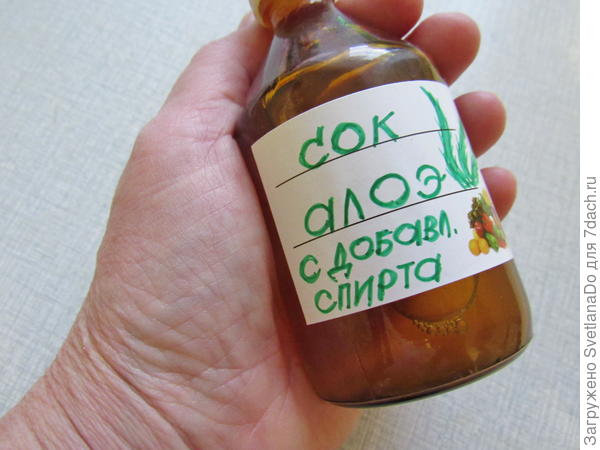 СОК
АЛОЭ
С ДОБАВЛ.
СПИРТА
Загружено SvetlanaDo для 7dach.ru